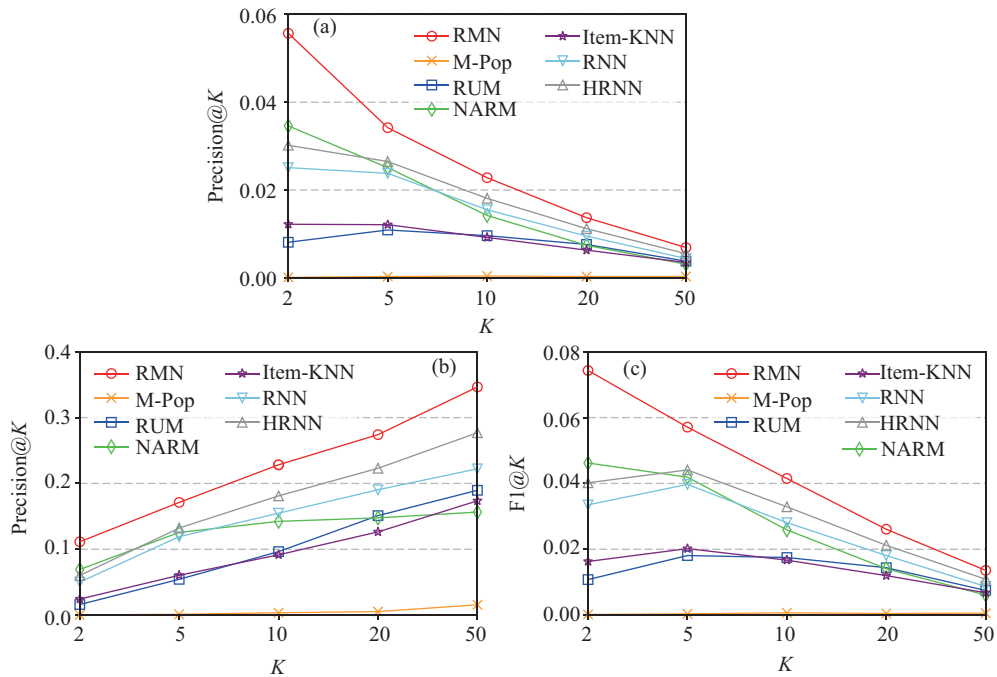 0.06
(a)
RMN
Item-KNN
M-Pop
RNN
RUM
HRNN
NARM
0.04
Precision@K
0.02
0.00
2 5 10 20 50
K
0.4
(b)
RMN
Item-KNN
M-Pop
RNN
RUM
HRNN
NARM
0.3
Precision@K
0.2
0.1
0.0
2 5 10 20 50
K
0.08
(c)
RMN
Item-KNN
M-Pop
RNN
RUM
HRNN
NARM
0.06
F1@K
0.04
0.02
0.00
2 5 10 20 50
K